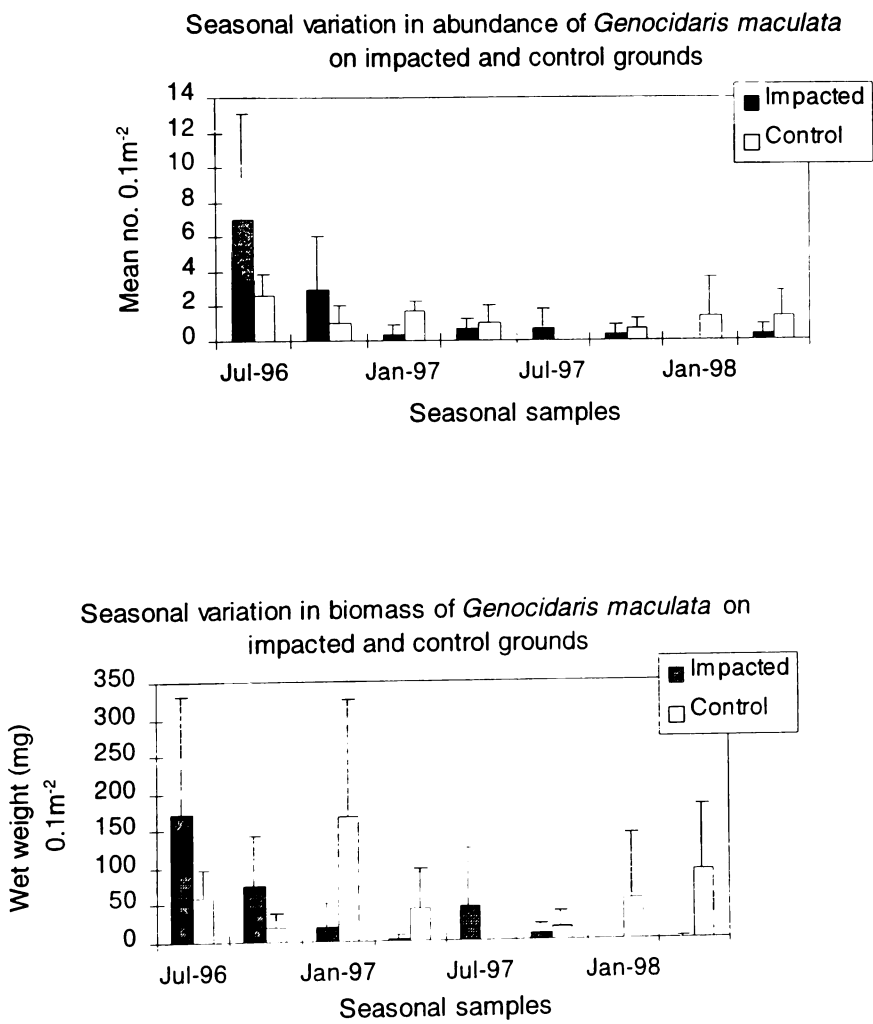 Seasonal variation in abundance of Genocidaris maculata
on impacted and control grounds
Impacted
Control
Mean no. 0.1m-2
14
12
10
8
6
4
2
0
Jul-96 Jan-97 Jul-97 Jan-98
Seasonal samples
Seasonal variation in biomass of Genocidaris maculata on
impacted and control grounds
Impacted
Control
Wet weight (mg)
0.1m-2
350
300
250
200
150
100
50
0
Jul-96 Jan-97 Jul-97 Jan-98
Seasonal samples